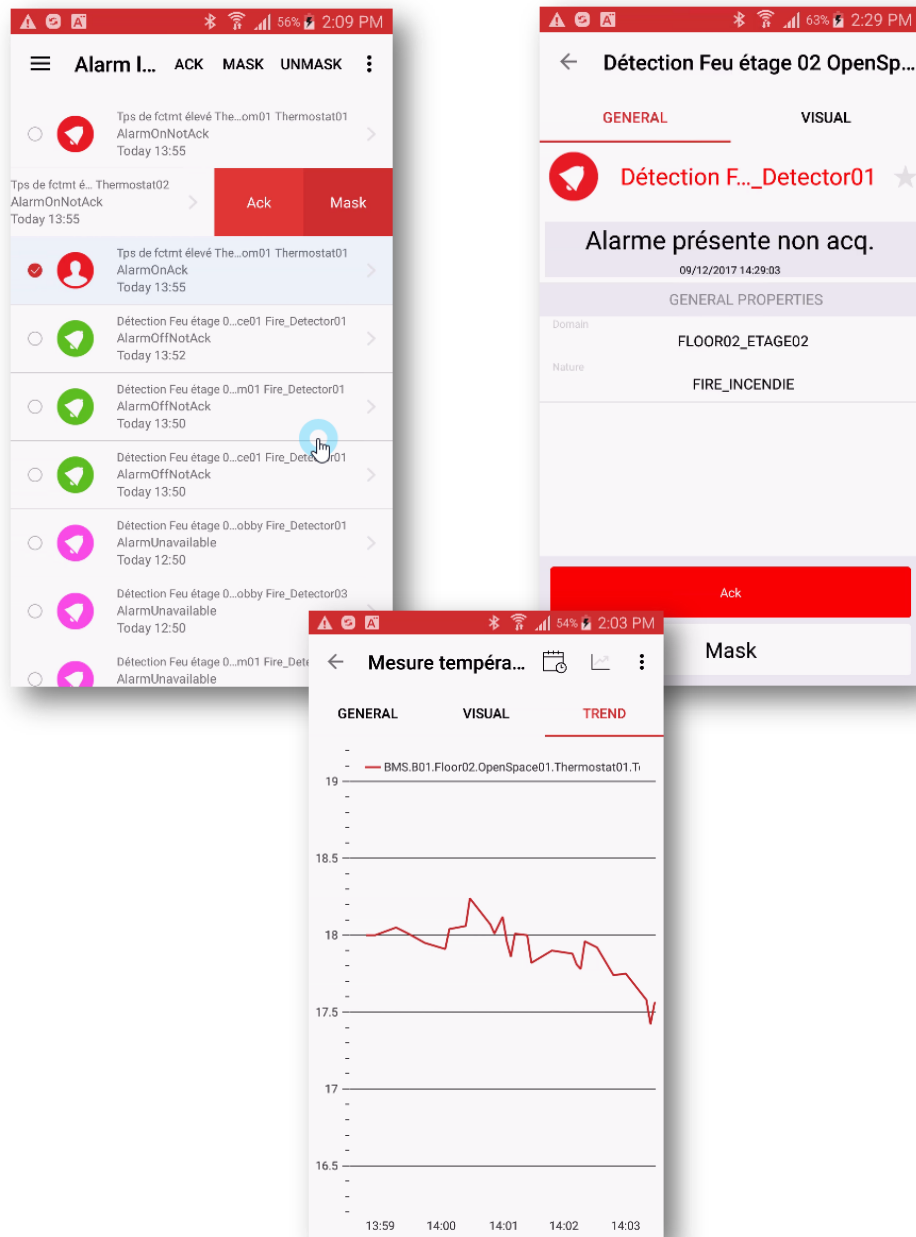 56% 2:09 PM
Alarm l... ACK MASK UNMASK
Tps de fctmt élevé The...om01 Thermostat01
AlarmOnNotAck
Today 13:55
Tps de fctmt é... Thermostat02
AlarmOnNotAck
Today 13:55
Ack Mask
Tps de fctmt élevé The...om01 Thermostat01
AlarmOnAck
Today 13:55
Détection Feu étage 0...ce01 Fire_Detector01
AlarmOffNotAck
Today 13:52
Détection Feu étage 0...m01 Fire_Detector01
AlarmOffNotAck
Today 13:50
Détection Feu étage 0...ce01 Fire_Detector01
AlarmOffNotAck
Today 13:50
Détection Feu étage 0...obby Fire_Detector01
AlarmUnavailable
Today 12:50
Détection Feu étage 0...obby Fire_Detector03
AlarmUnavailable
Today 12:50
Détection Feu étage 0...m01 Fire_Dete
AlarmUnavailable
63% 2:29 PM
Détection Feu étage 02 OpenSp...
GENERAL VISUAL
Détection F..._Detector01
Alarme présente non acq.
09/12/2017 14:29:03
GENERAL PROPERTIES
Domain
FLOOR02_ETAGE02
Nature
FIRE_INCENDIE
Ack
Mask
54% 2:03 PM
Mesure tempéra...
GENERAL VISUAL TREND
BMS.B01.Floor02.OpenSpace01.Thermostat01.T
19
18.5
18
17.5
17
16.5
13:59 14:00 14:01 14:02 14:03